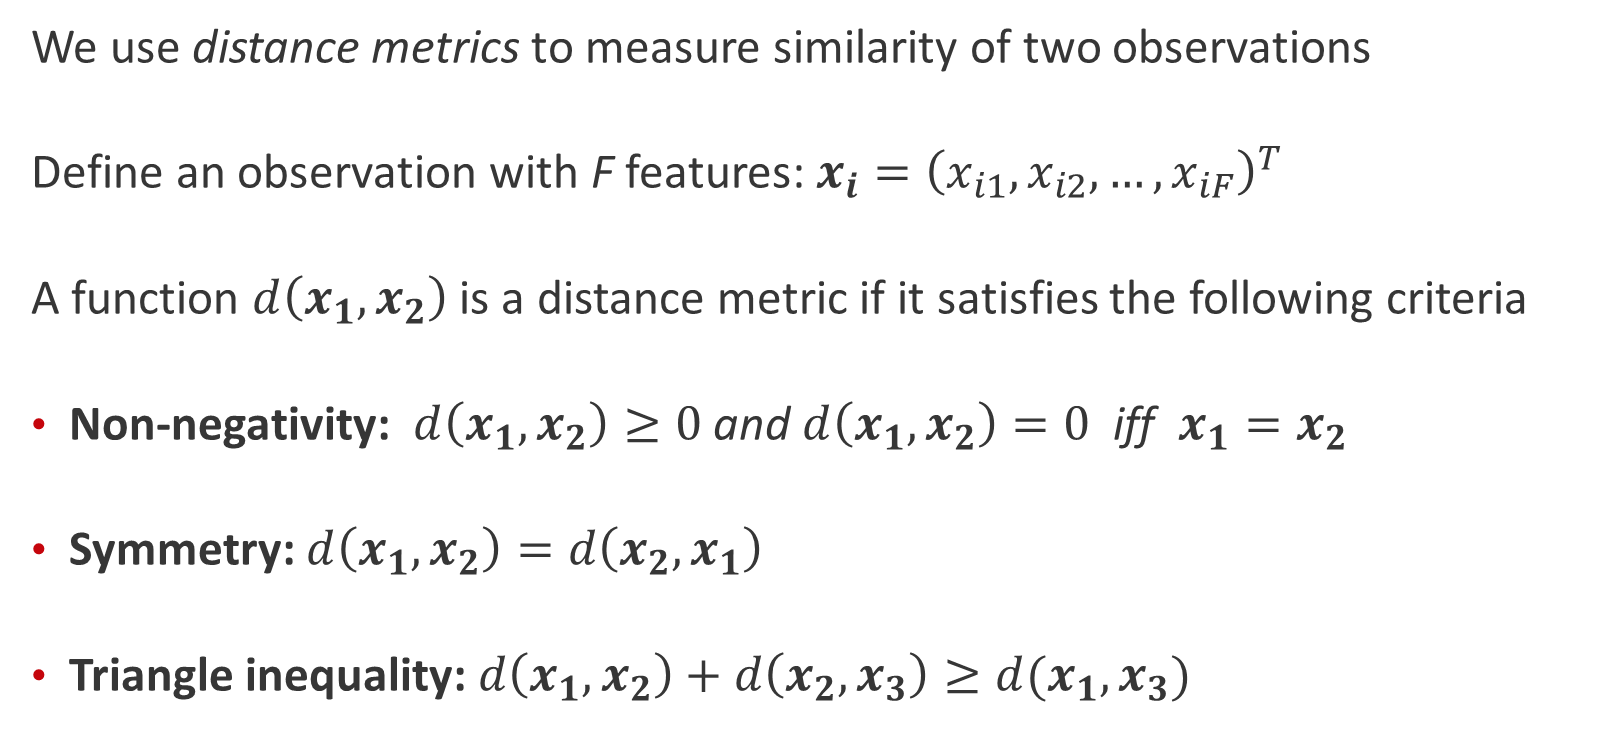 We use distance metrics to measure similarity of two observations
Define an observation with F features: 𝒙ᵢ = (xᵢ₁, xᵢ₂, … , x_{iF})ᵀ
A function d(𝒙₁, 𝒙₂) is a distance metric if it satisfies the following criteria
• Non-negativity: d(𝒙₁, 𝒙₂) ≥ 0 and d(𝒙₁, 𝒙₂) = 0 iff 𝒙₁ = 𝒙₂
• Symmetry: d(𝒙₁, 𝒙₂) = d(𝒙₂, 𝒙₁)
• Triangle inequality: d(𝒙₁, 𝒙₂) + d(𝒙₂, 𝒙₃) ≥ d(𝒙₁, 𝒙₃)